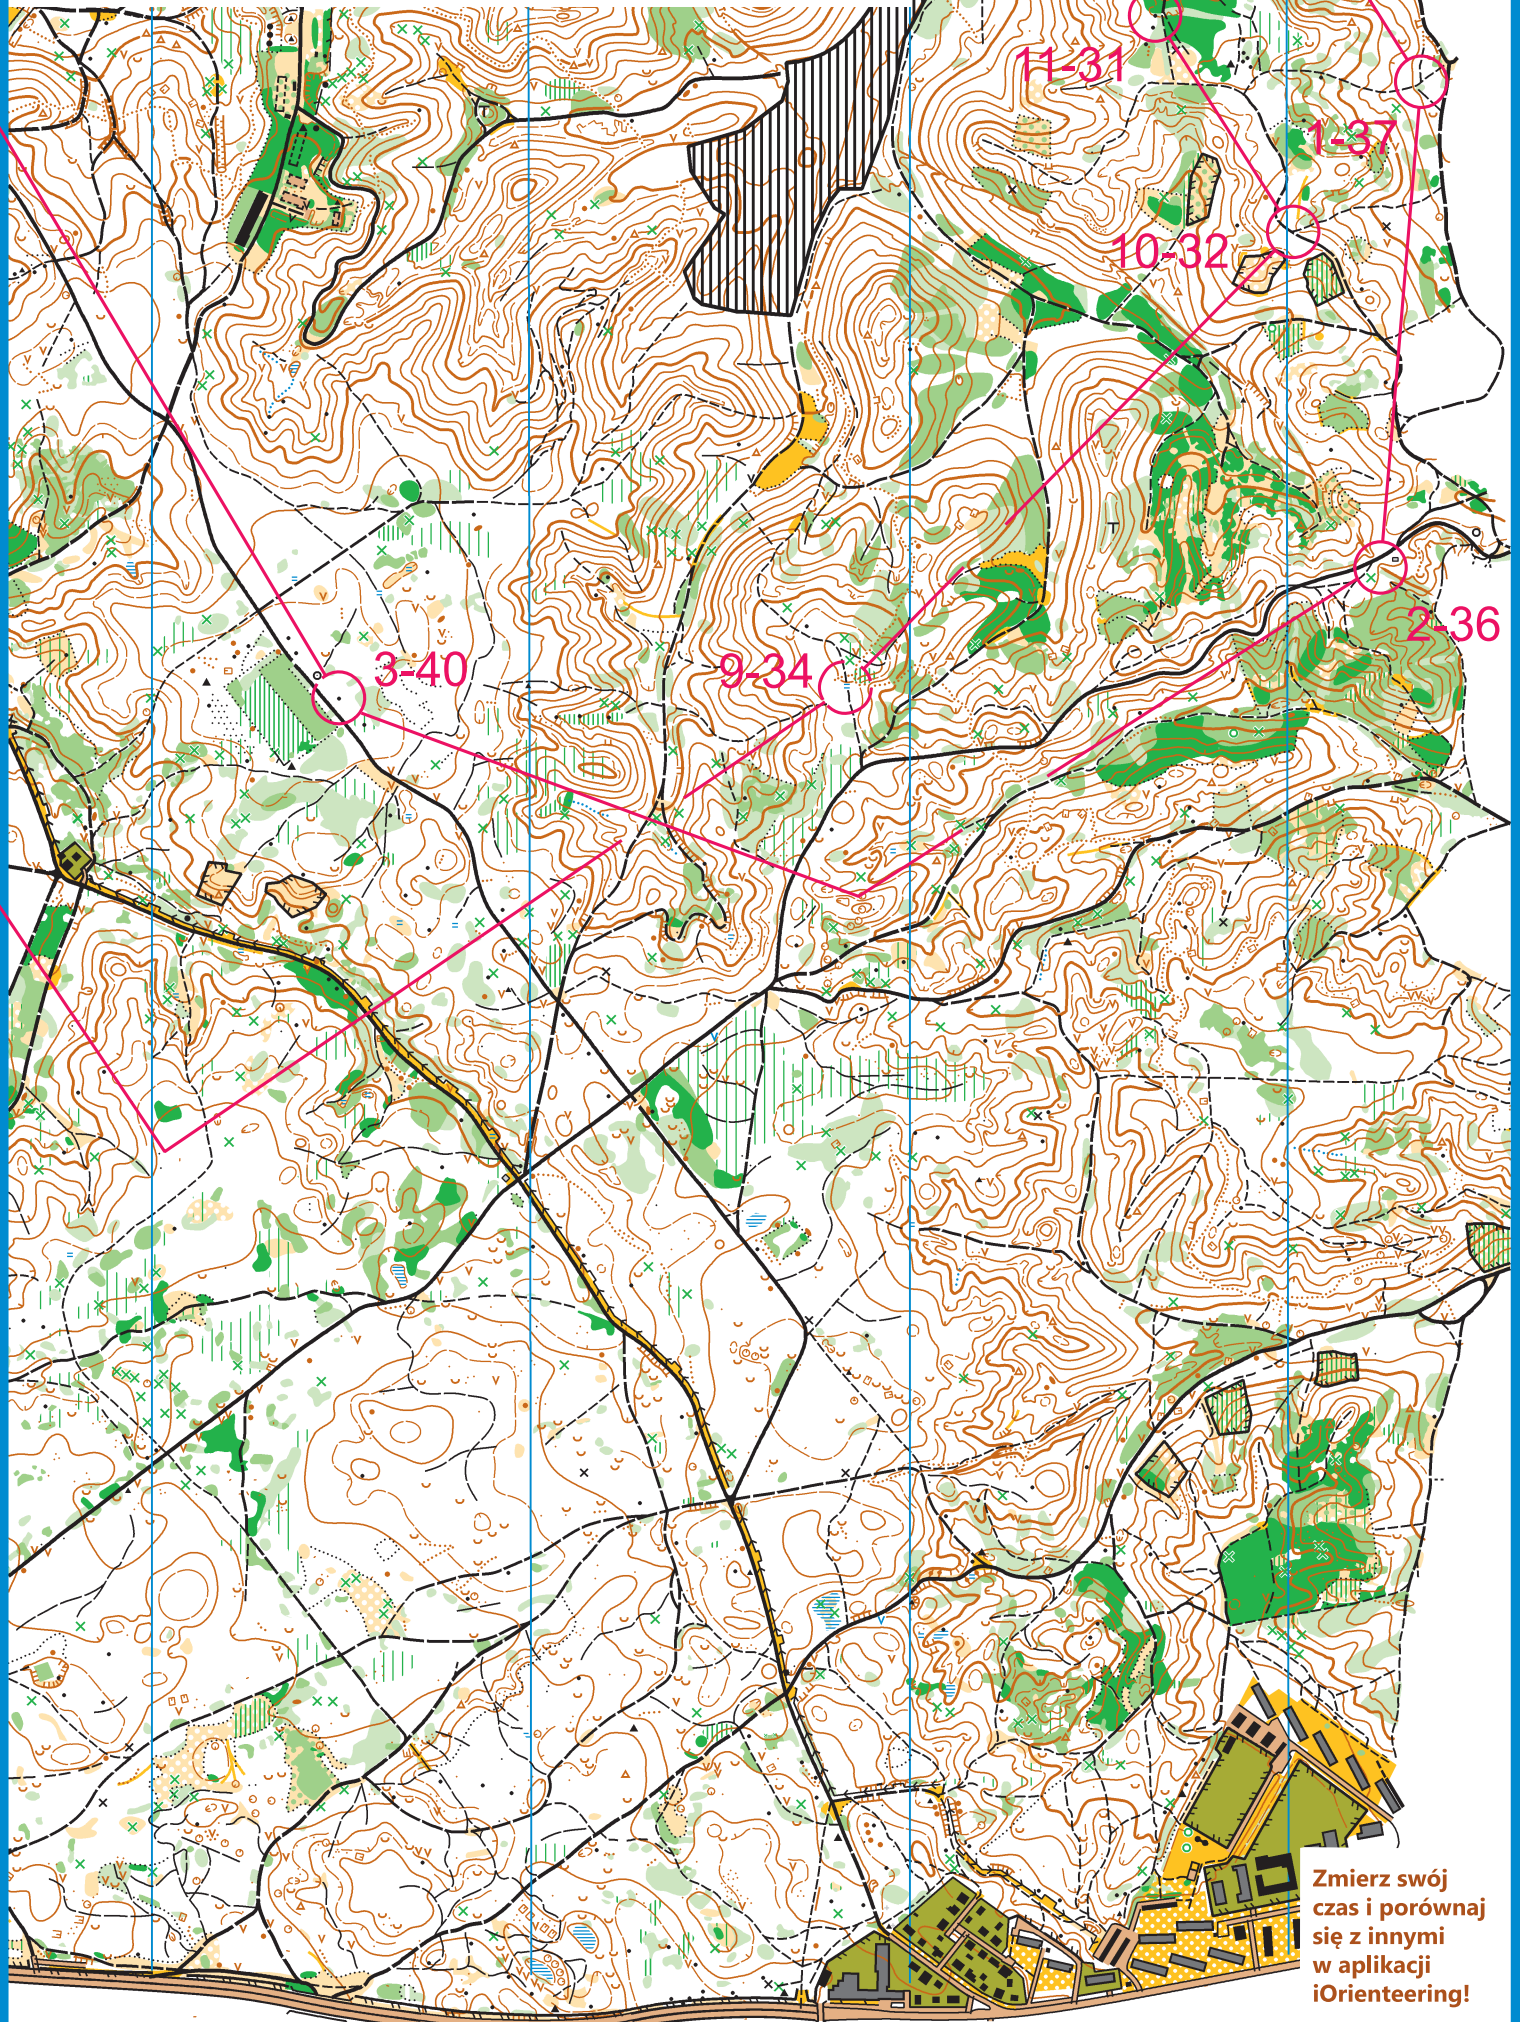 11-31
1-37
10-32
2-36
3-40
9-34
Zmierz swój
czas i porównaj
się z innymi
w aplikacji
iOrienteering!